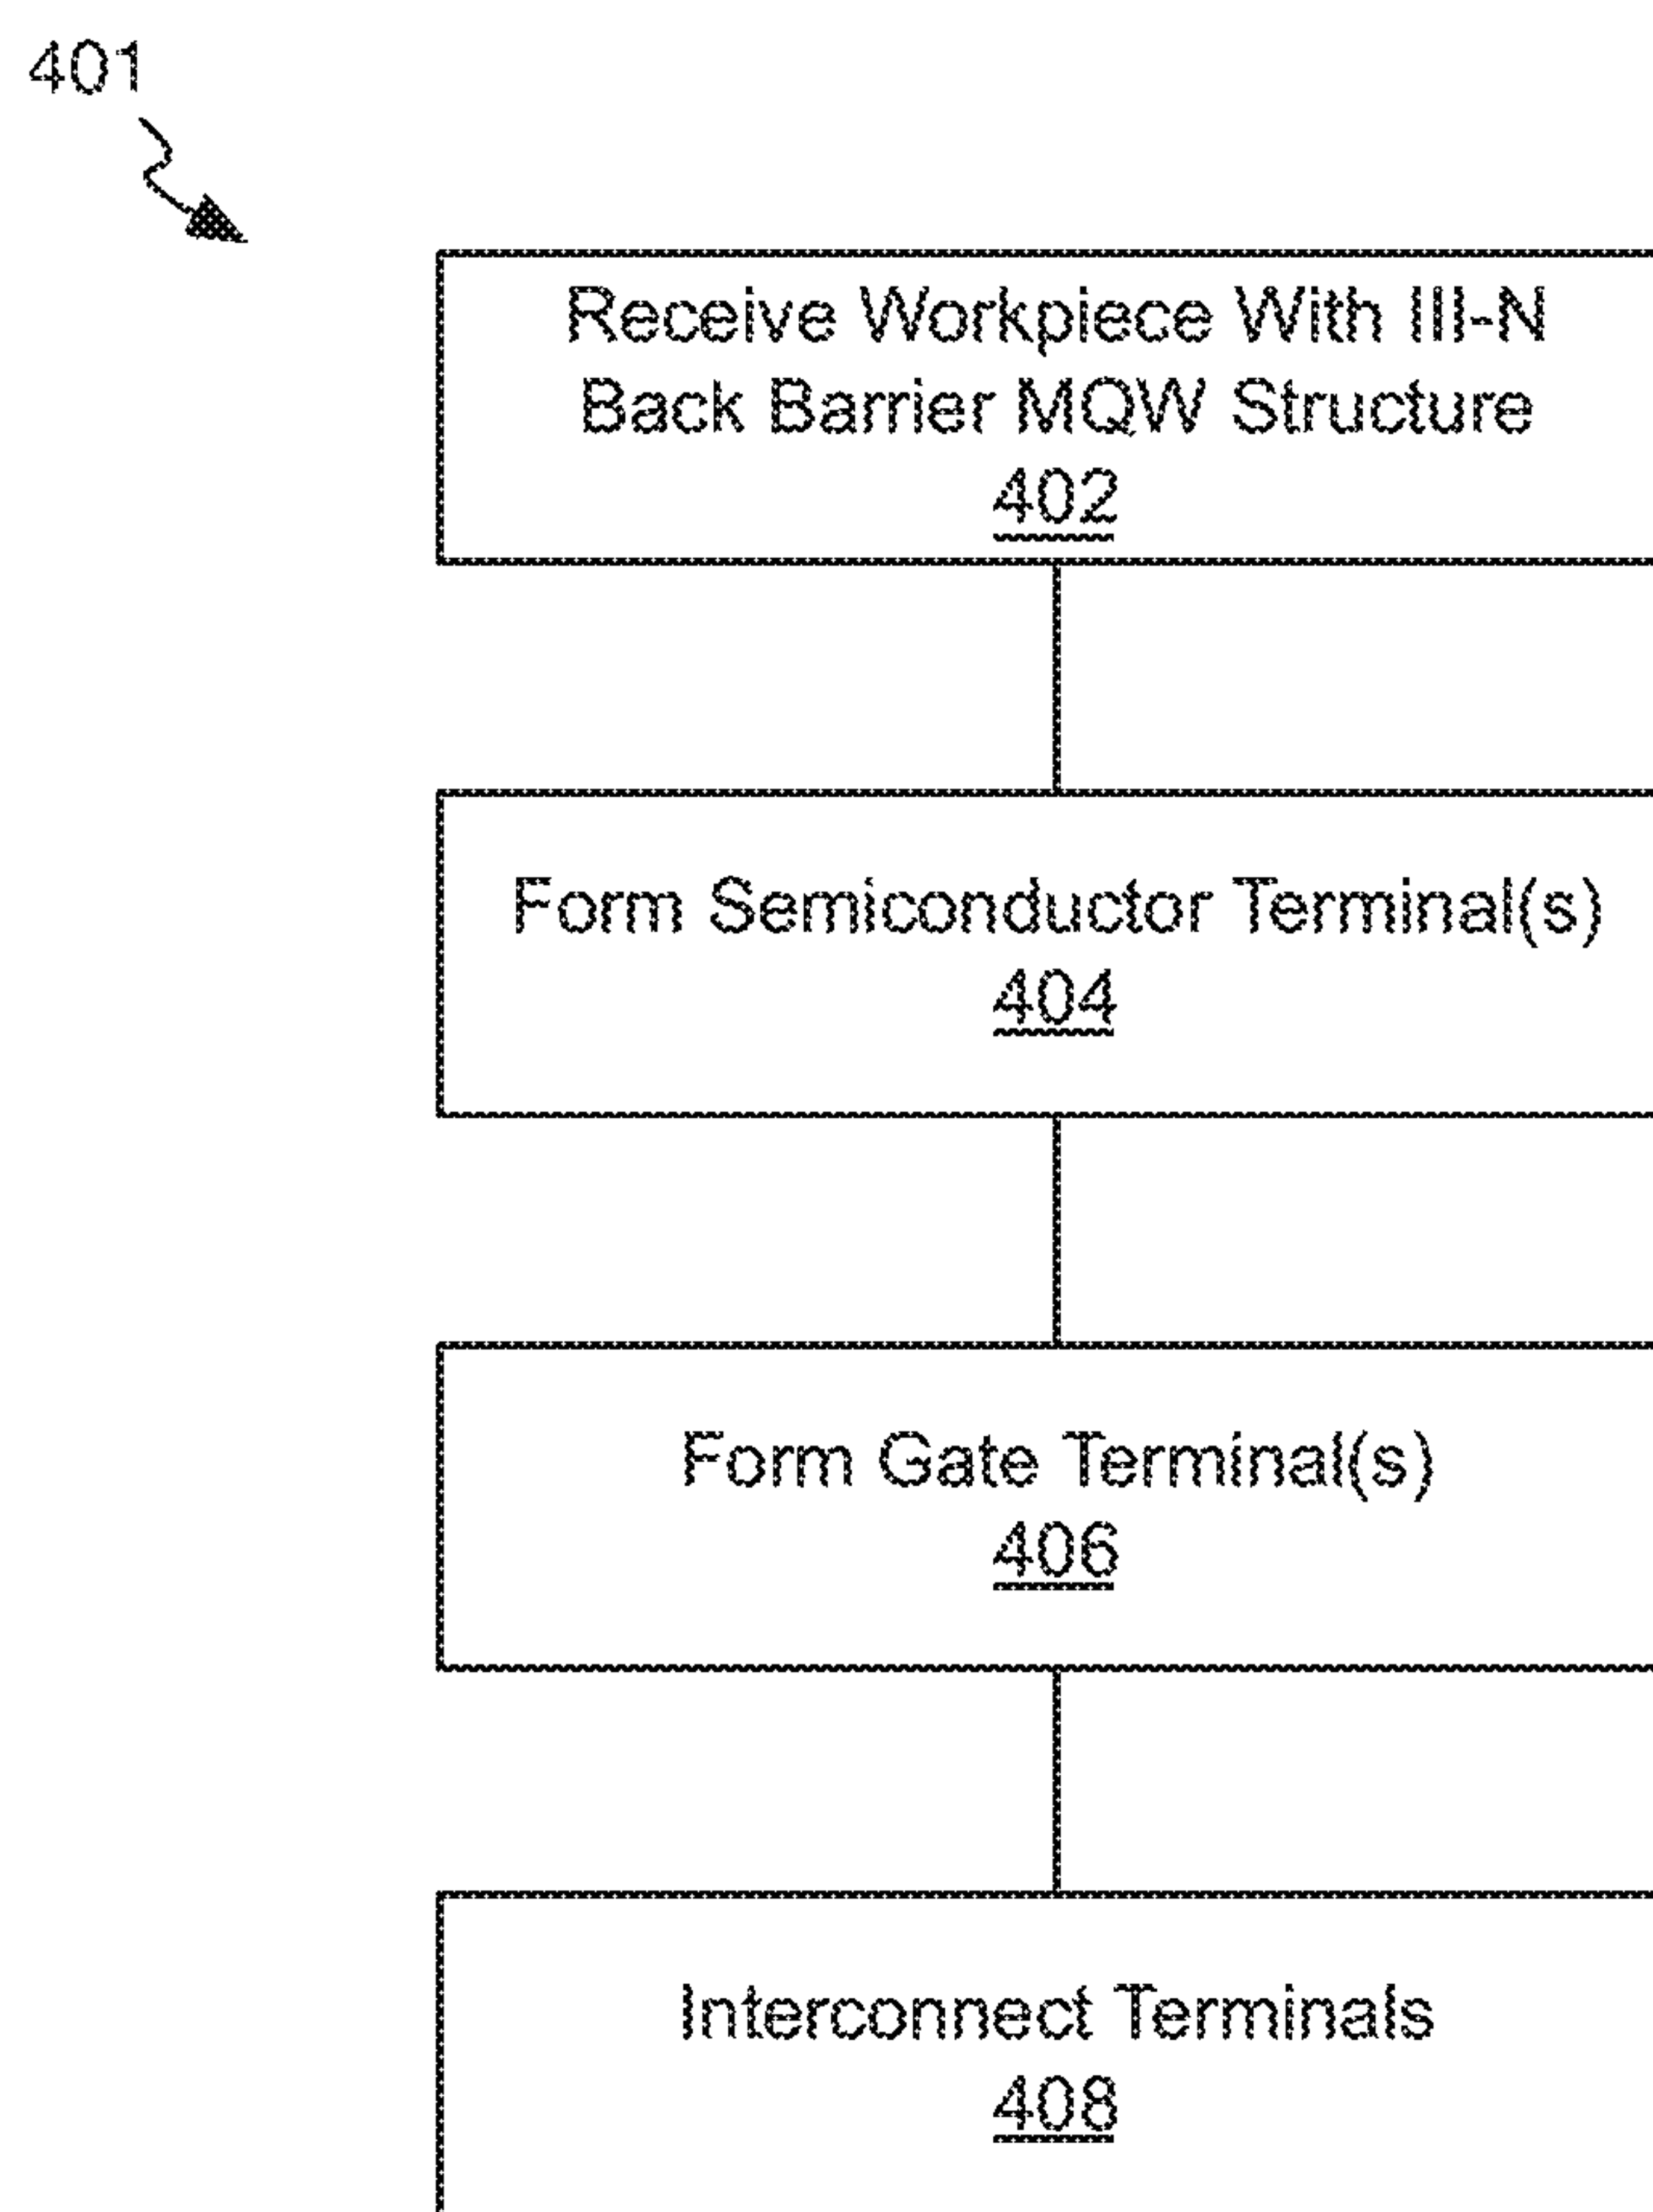 401
Receive Workpiece With III-N
Back Barrier MQW Structure
402
Form Semiconductor Terminal(s)
404
Form Gate Terminal(s)
406
Interconnect Terminals
408